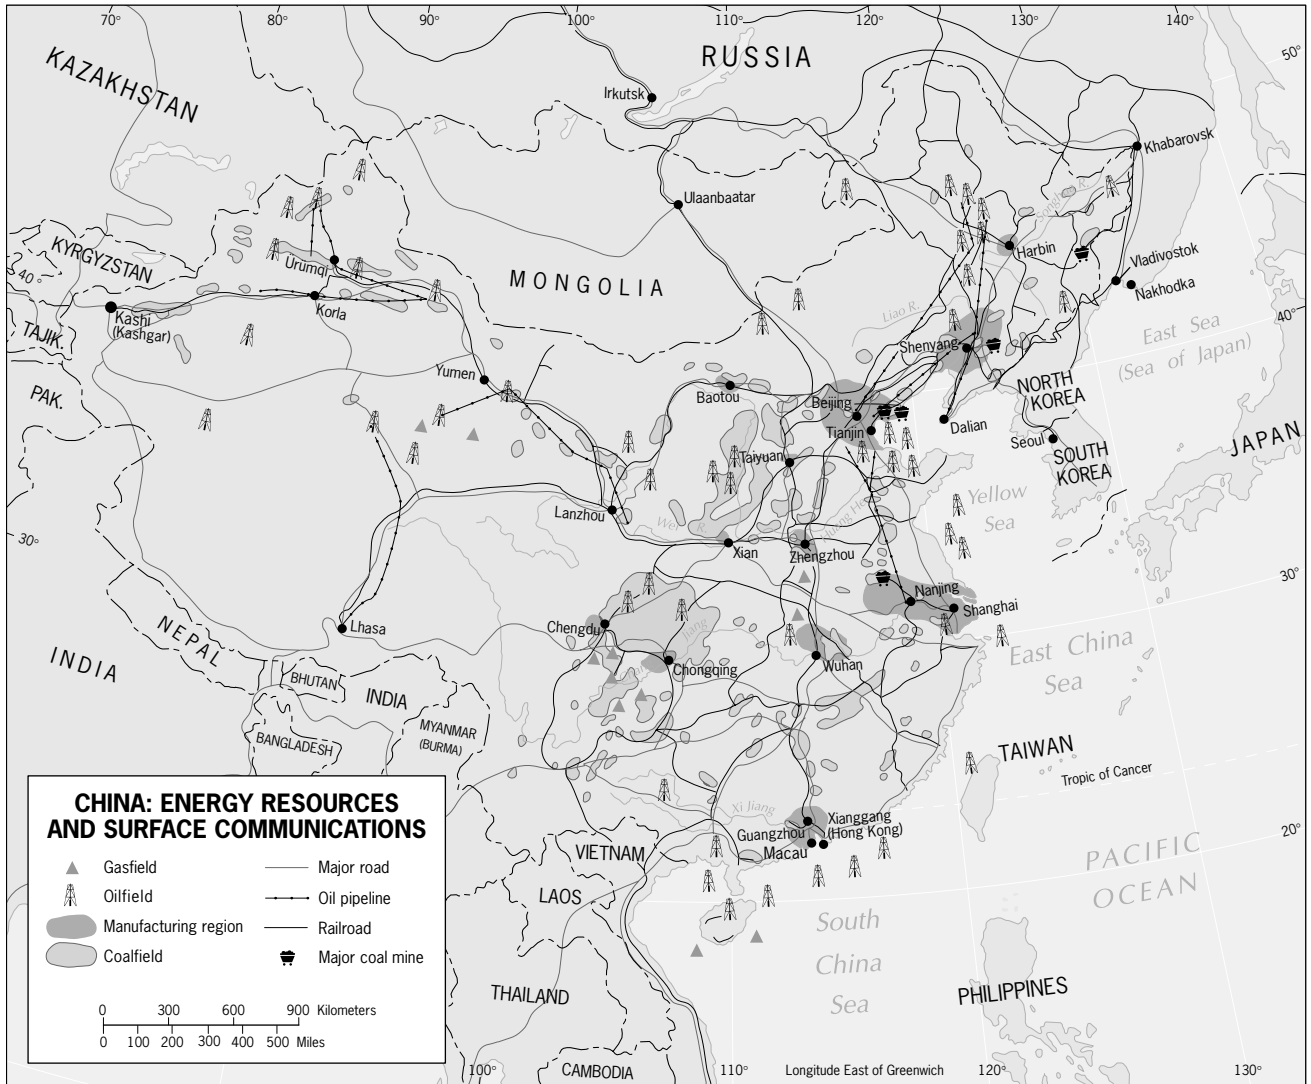 70°
80°
90°
100°
110°
120°
130°
140°
50°
RUSSIA
KAZAKHSTAN
Irkutsk
Khabarovsk
Ulaanbaatar
Songhua R.
Harbin
Vladivostok
Nakhodka
KYRGYZSTAN
Urumqi
MONGOLIA
40°
Korla
Kashi
(Kashgar)
Liao R.
40°
East Sea
(Sea of Japan)
TAJIK.
Shenyang
PAK.
Yumen
Baotou
Beijing
Tianjin
Dalian
NORTH
KOREA
Seoul
SOUTH
KOREA
JAPAN
Taiyuan
Yellow
Sea
Lanzhou
Wei R.
Huang He
Xian
Zhengzhou
30°
30°
Nanjing
Shanghai
NEPAL
Lhasa
Chengdu
Jiang
Chongqing
Wuhan
East China
Sea
INDIA
BHUTAN
INDIA
BANGLADESH
MYANMAR
(BURMA)
TAIWAN
Tropic of Cancer
Xi Jiang
Xianggang
(Hong Kong)
Guangzhou
Macau
20°
VIETNAM
LAOS
PACIFIC
OCEAN
South
China
Sea
THAILAND
PHILIPPINES
CAMBODIA
100°
110°
Longitude East of Greenwich
120°
130°
CHINA: ENERGY RESOURCES
AND SURFACE COMMUNICATIONS
Gasfield
Major road
Oilfield
Oil pipeline
Manufacturing region
Railroad
Coalfield
Major coal mine
0 300 600 900 Kilometers
0 100 200 300 400 500 Miles